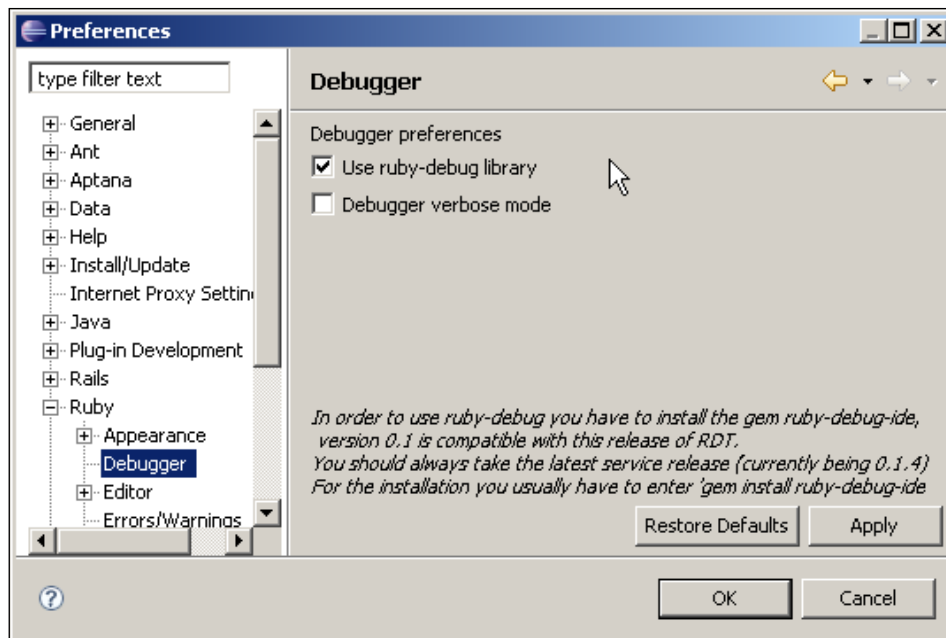 Preferences
type filter text
General
Ant
Aptana
Data
Help
Install/Update
Internet Proxy Settin
Java
Plug-in Development
Rails
Ruby
Appearance
Debugger
Editor
Errors/Warnings
Debugger
Debugger preferences
Use ruby-debug library
Debugger verbose mode
In order to use ruby-debug you have to install the gem ruby-debug-ide,
version 0.1 is compatible with this release of RDT.
You should always take the latest service release (currently being 0.1.4)
For the installation you usually have to enter 'gem install ruby-debug-ide
Restore Defaults
Apply
?
OK
Cancel